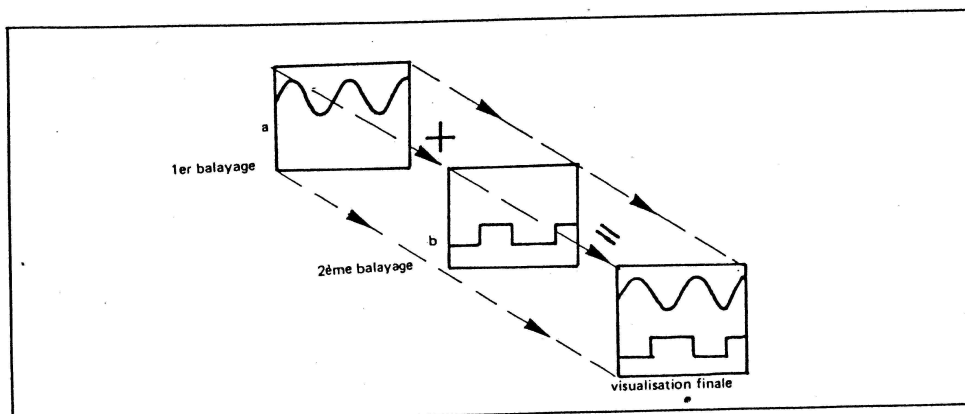 a
+
1er balayage
b
=
2ème balayage
visualisation finale